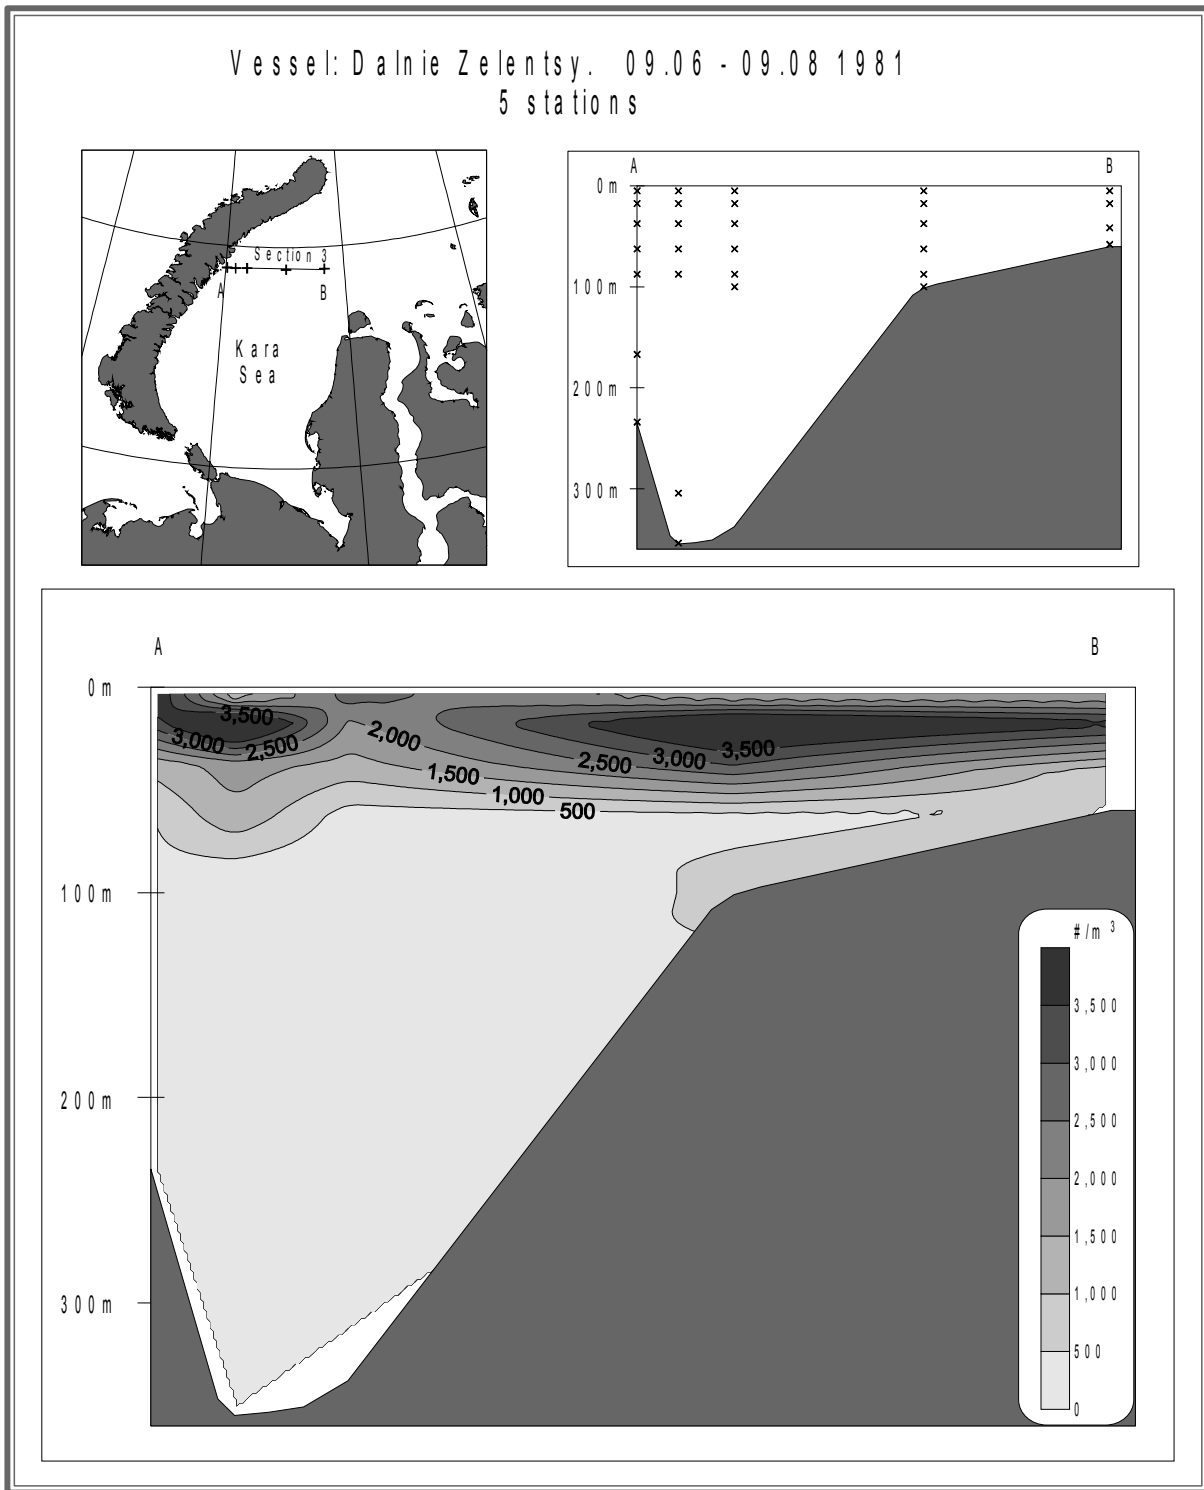 Vessel: Dalnie Zelentsy. 09.06 - 09.08 1981
5 stations
Section 3
A
B
Kara
Sea
A
B
0m
100m
200m
300m
A
B
0m
100m
200m
300m
3,500
3,000
2,500
2,000
1,500
1,000
500
2,500
3,000
3,500
#/m³
3,500
3,000
2,500
2,000
1,500
1,000
500
0